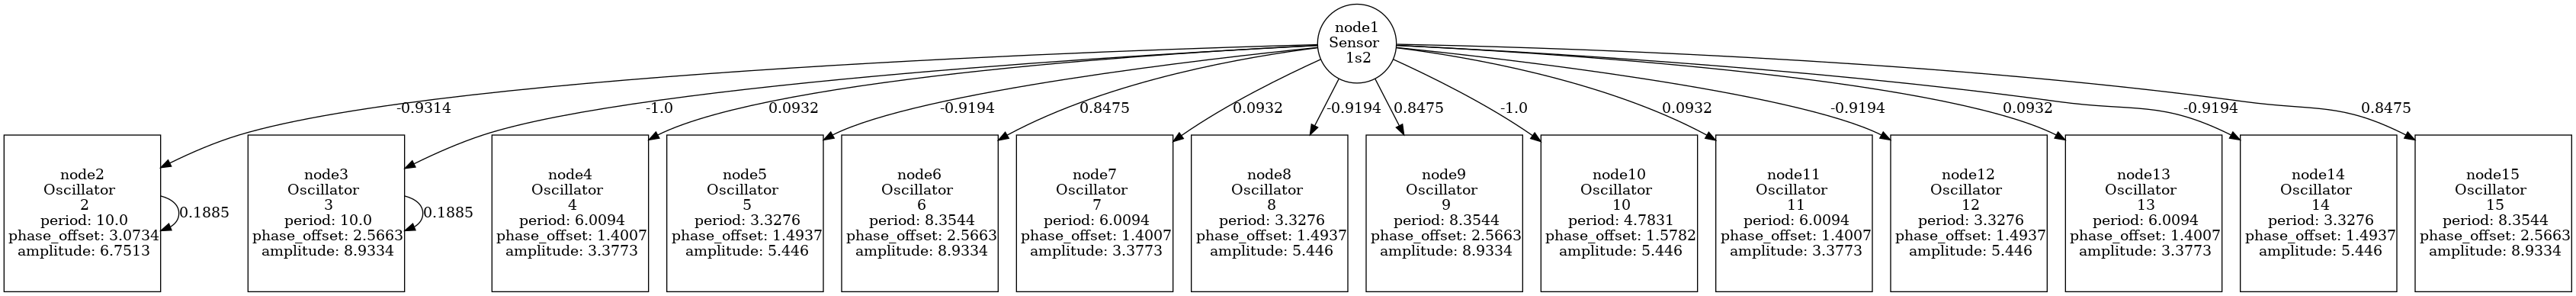 node1
Sensor
1s2
-0.9314
-1.0
0.0932
-0.9194
0.8475
0.0932
-0.9194
0.8475
-1.0
0.0932
-0.9194
0.0932
-0.9194
0.8475
node2
Oscillator
2
period: 10.0
phase_offset: 3.0734
amplitude: 6.7513
0.1885
node3
Oscillator
3
period: 10.0
phase_offset: 2.5663
amplitude: 8.9334
0.1885
node4
Oscillator
4
period: 6.0094
phase_offset: 1.4007
amplitude: 3.3773
node5
Oscillator
5
period: 3.3276
phase_offset: 1.4937
amplitude: 5.446
node6
Oscillator
6
period: 8.3544
phase_offset: 2.5663
amplitude: 8.9334
node7
Oscillator
7
period: 6.0094
phase_offset: 1.4007
amplitude: 3.3773
node8
Oscillator
8
period: 3.3276
phase_offset: 1.4937
amplitude: 5.446
node9
Oscillator
9
period: 8.3544
phase_offset: 2.5663
amplitude: 8.9334
node10
Oscillator
10
period: 4.7831
phase_offset: 1.5782
amplitude: 5.446
node11
Oscillator
11
period: 6.0094
phase_offset: 1.4007
amplitude: 3.3773
node12
Oscillator
12
period: 3.3276
phase_offset: 1.4937
amplitude: 5.446
node13
Oscillator
13
period: 6.0094
phase_offset: 1.4007
amplitude: 3.3773
node14
Oscillator
14
period: 3.3276
phase_offset: 1.4937
amplitude: 5.446
node15
Oscillator
15
period: 8.3544
phase_offset: 2.5663
amplitude: 8.9334